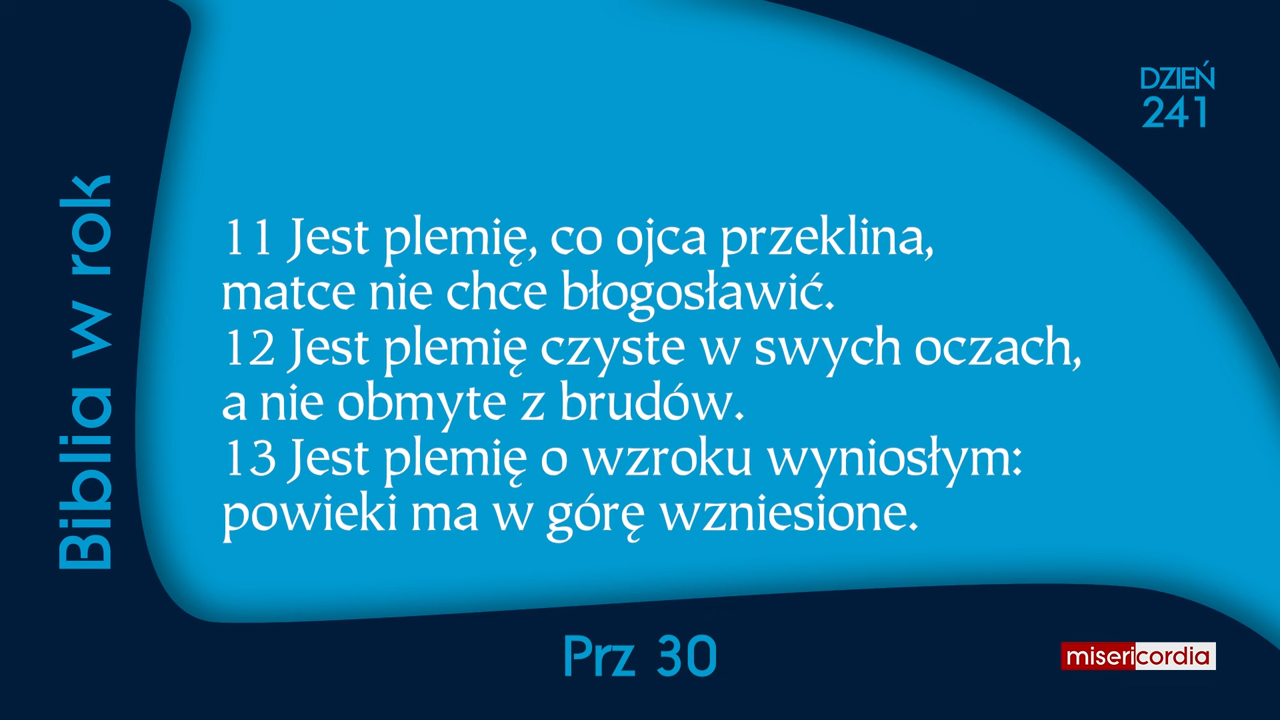 DZIEŃ
241
Biblia w rok
11 Jest plemię, co ojca przeklina,
matce nie chce błogosławić.
12 Jest plemię czyste w swych oczach,
a nie obmyte z brudów.
13 Jest plemię o wzroku wyniosłym:
powieki ma w górę wzniesione.
Prz 30
misericordia